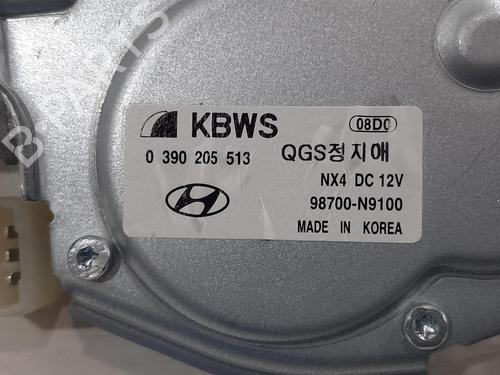 B PARTS
KBWS 08D0
0 390 205 513 QGS정지애
NX4 DC 12V
98700-N9100
MADE IN KOREA